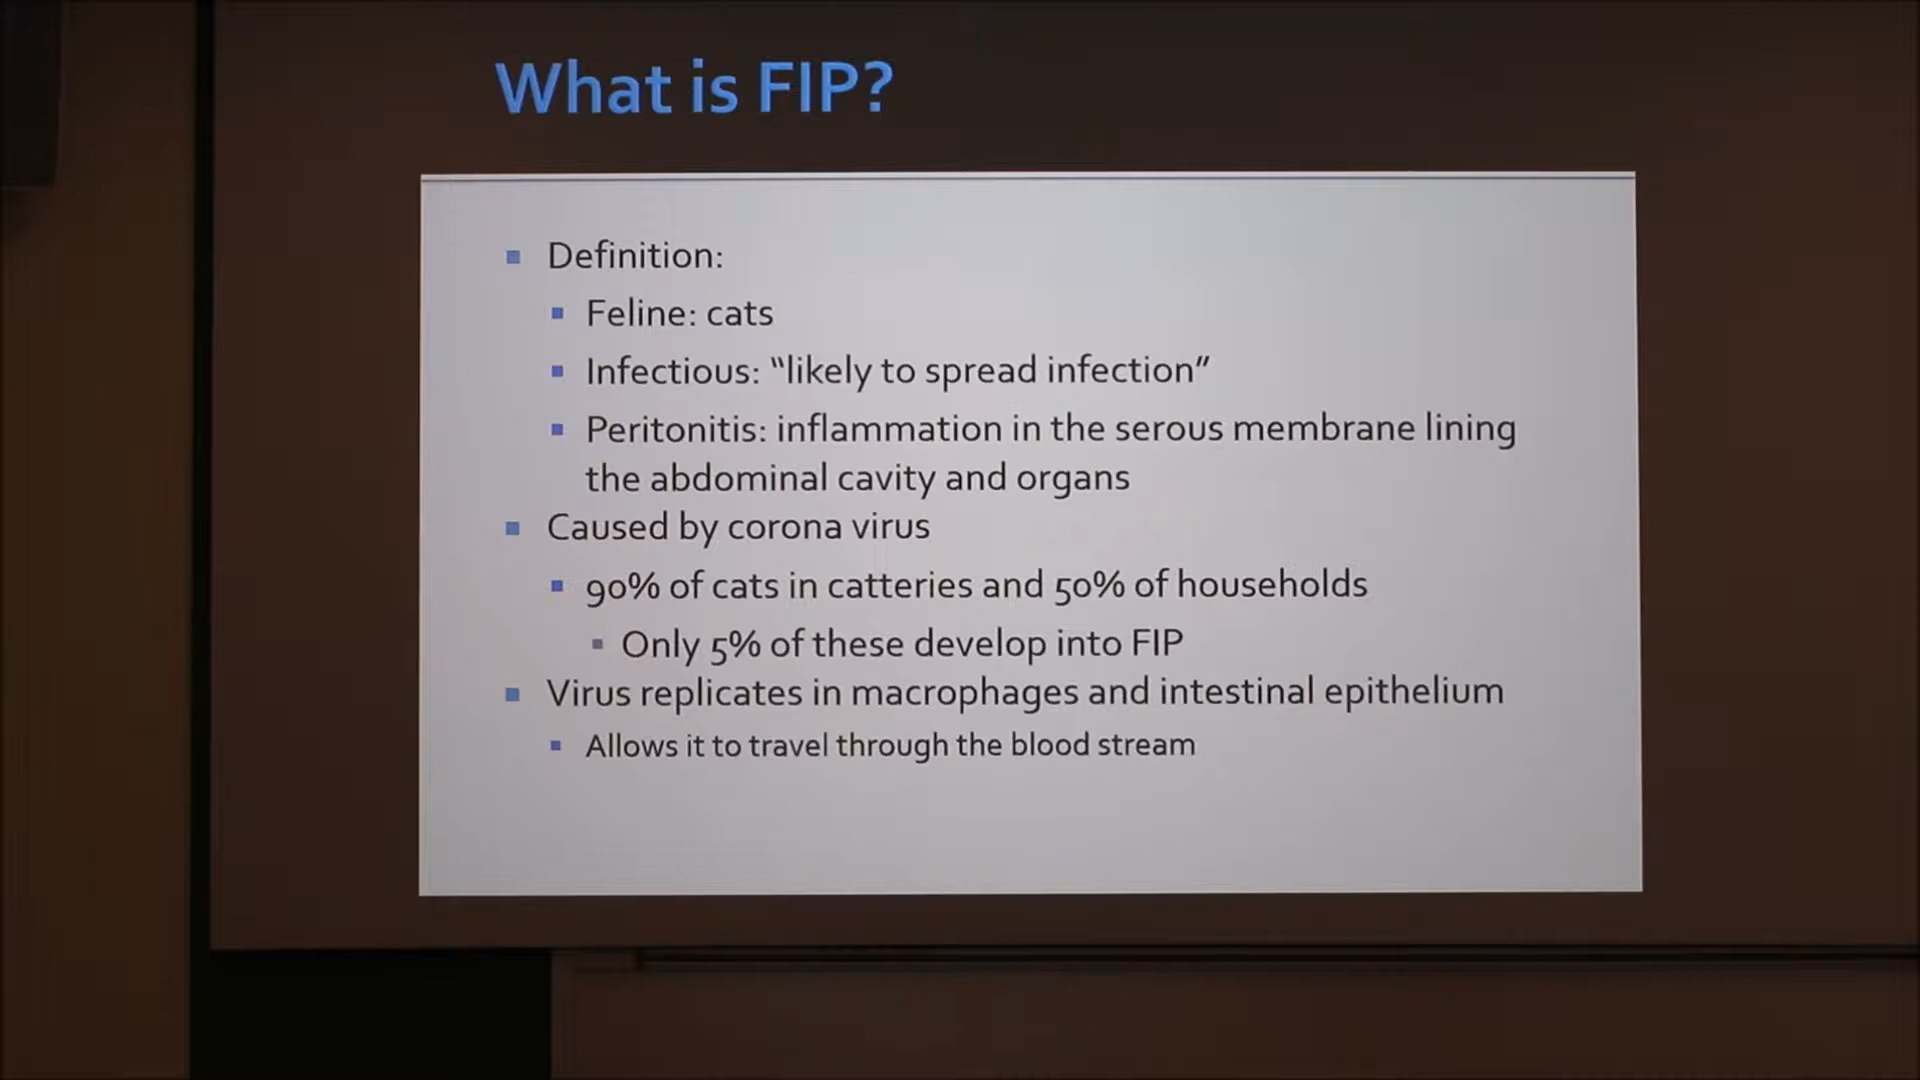 What is FIP?
Definition:
Feline: cats
Infectious: “likely to spread infection”
Peritonitis: inflammation in the serous membrane lining
the abdominal cavity and organs
Caused by corona virus
90% of cats in catteries and 50% of households
Only 5% of these develop into FIP
Virus replicates in macrophages and intestinal epithelium
Allows it to travel through the blood stream